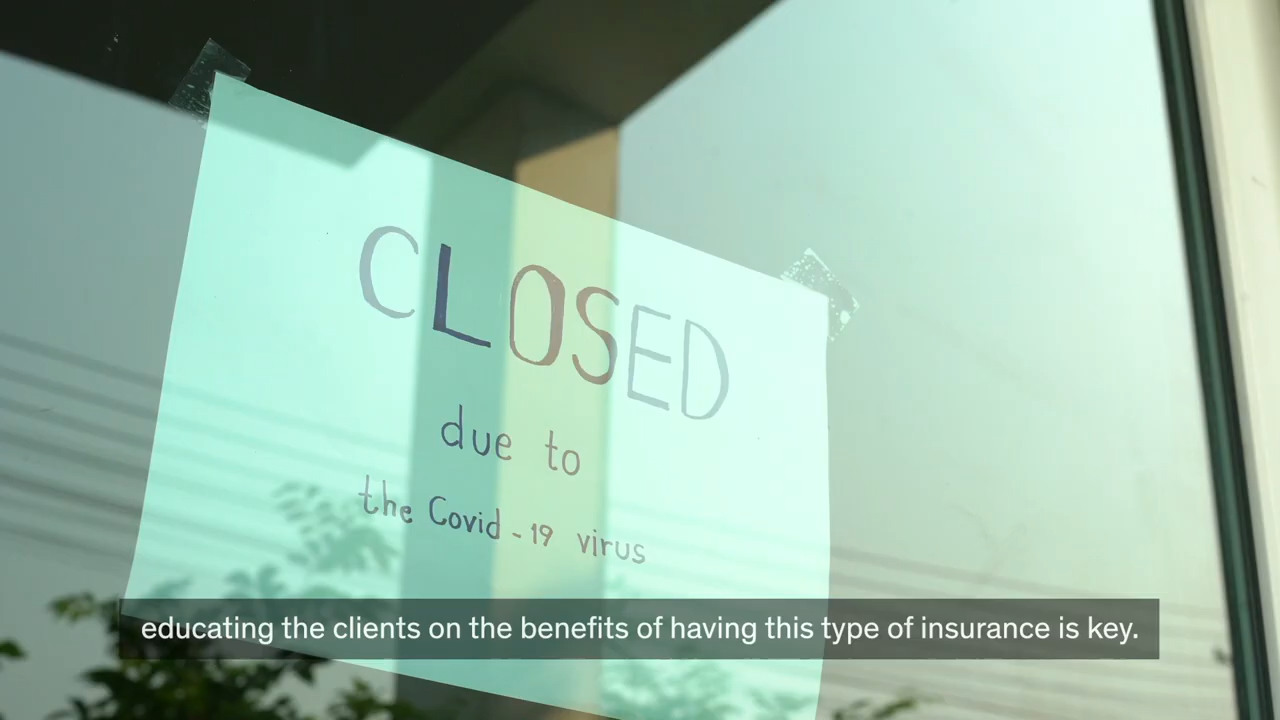 CLOSED
due to
the Covid-19 virus
educating the clients on the benefits of having this type of insurance is key.